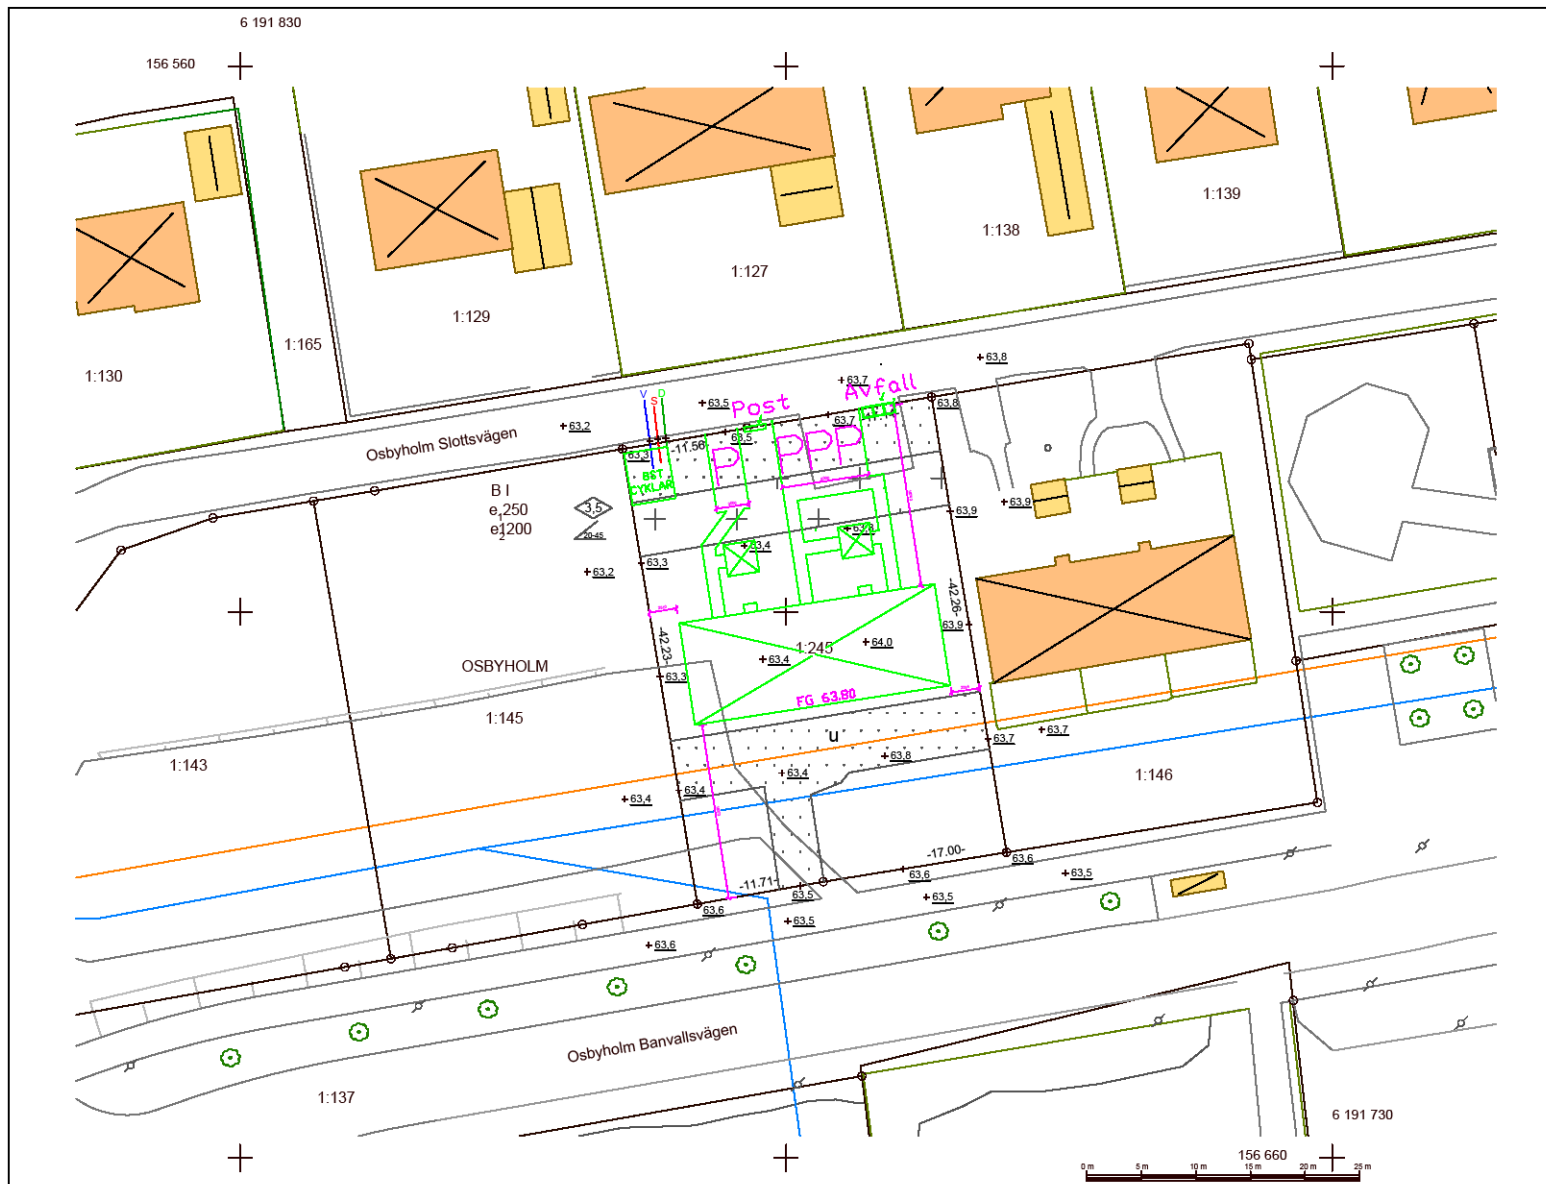 6 191 830
156 560
1:139
1:138
1:127
1:129
1:165
1:130
63,8
63,7
Avfall
V
S
D
63,5
Post
63,8
63,7
63,2
Osbyholm Slottsvägen
63,5
-11.56
63,3
P
P
P
P
BST
CYKLAR
B I
e₁250
e₂1200
3,5
20-45
63,9
63,9
63,8
63,4
63,3
63,2
-42.26-
63,9
-42.23-
1:245
64,0
63,4
OSBYHOLM
63,3
FG 63.80
1:145
u
63,7
63,7
63,8
1:143
63,4
1:146
63,4
63,4
-17.00-
63,6
63,6
63,5
-11.71-
63,5
63,5
63,6
63,5
63,6
Osbyholm Banvallsvägen
1:137
6 191 730
156 660
0 m
5 m
10 m
15 m
20 m
25 m